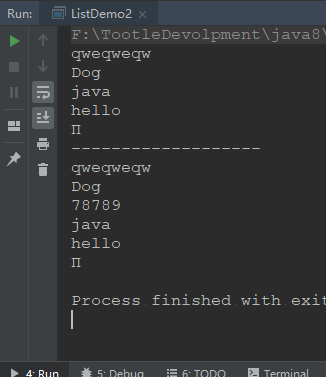 Run: ListDemo2 ×
F:\TootleDevolpment\java8\
qweqweqw
Dog
java
hello
П
--------------------
qweqweqw
Dog
78789
java
hello
П
Process finished with exit
4: Run 5: Debug 6: TODO Terminal